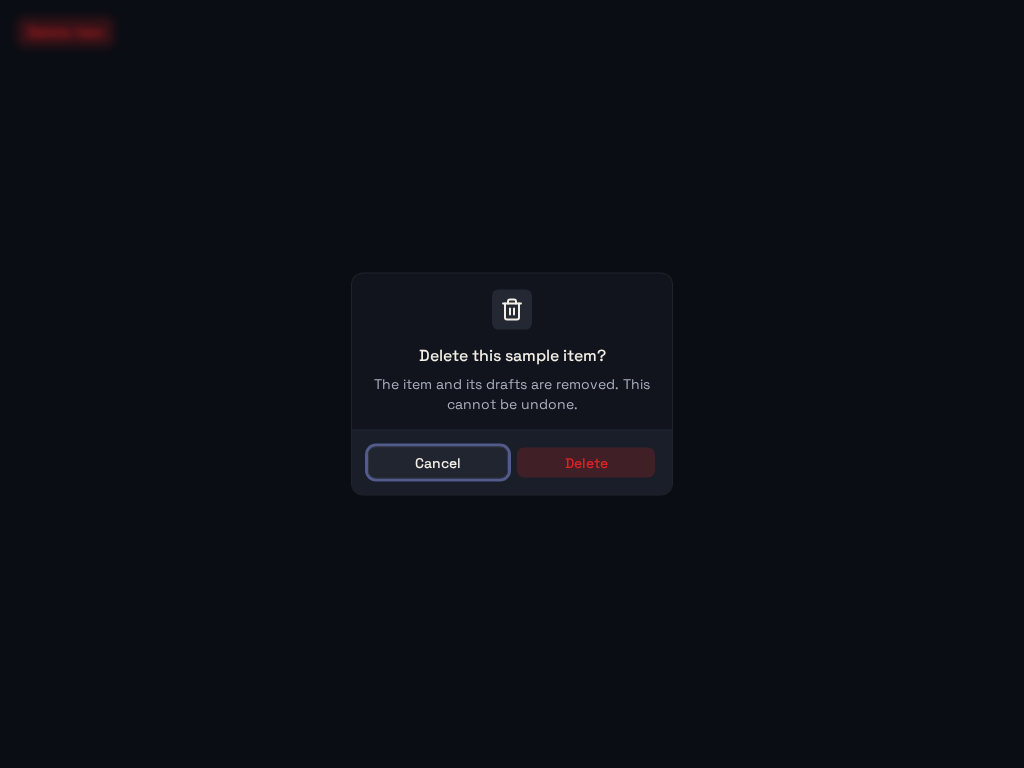 Delete this sample item?
The item and its drafts are removed. This
cannot be undone.
Cancel
Delete